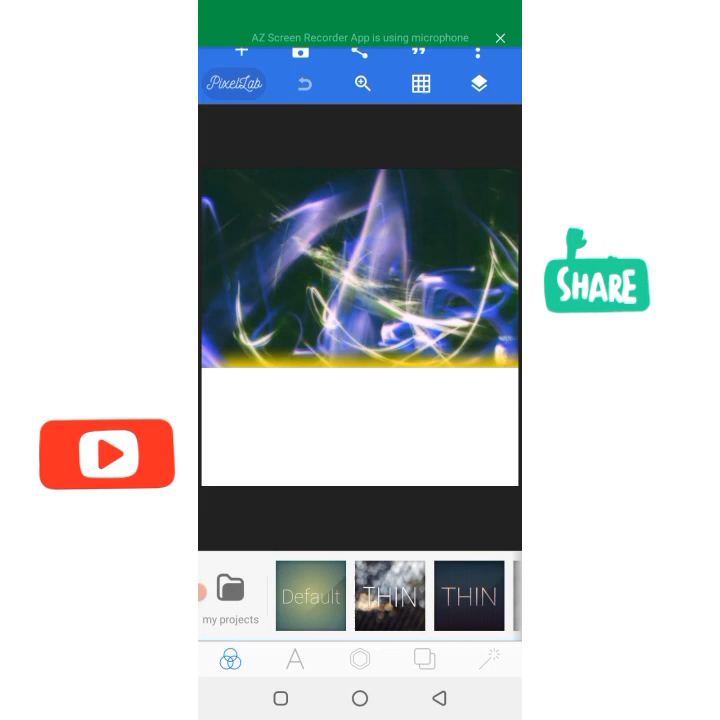 AZ Screen Recorder App is using microphone
PixelLab
SHARE
my projects
Default
THIN
THIN